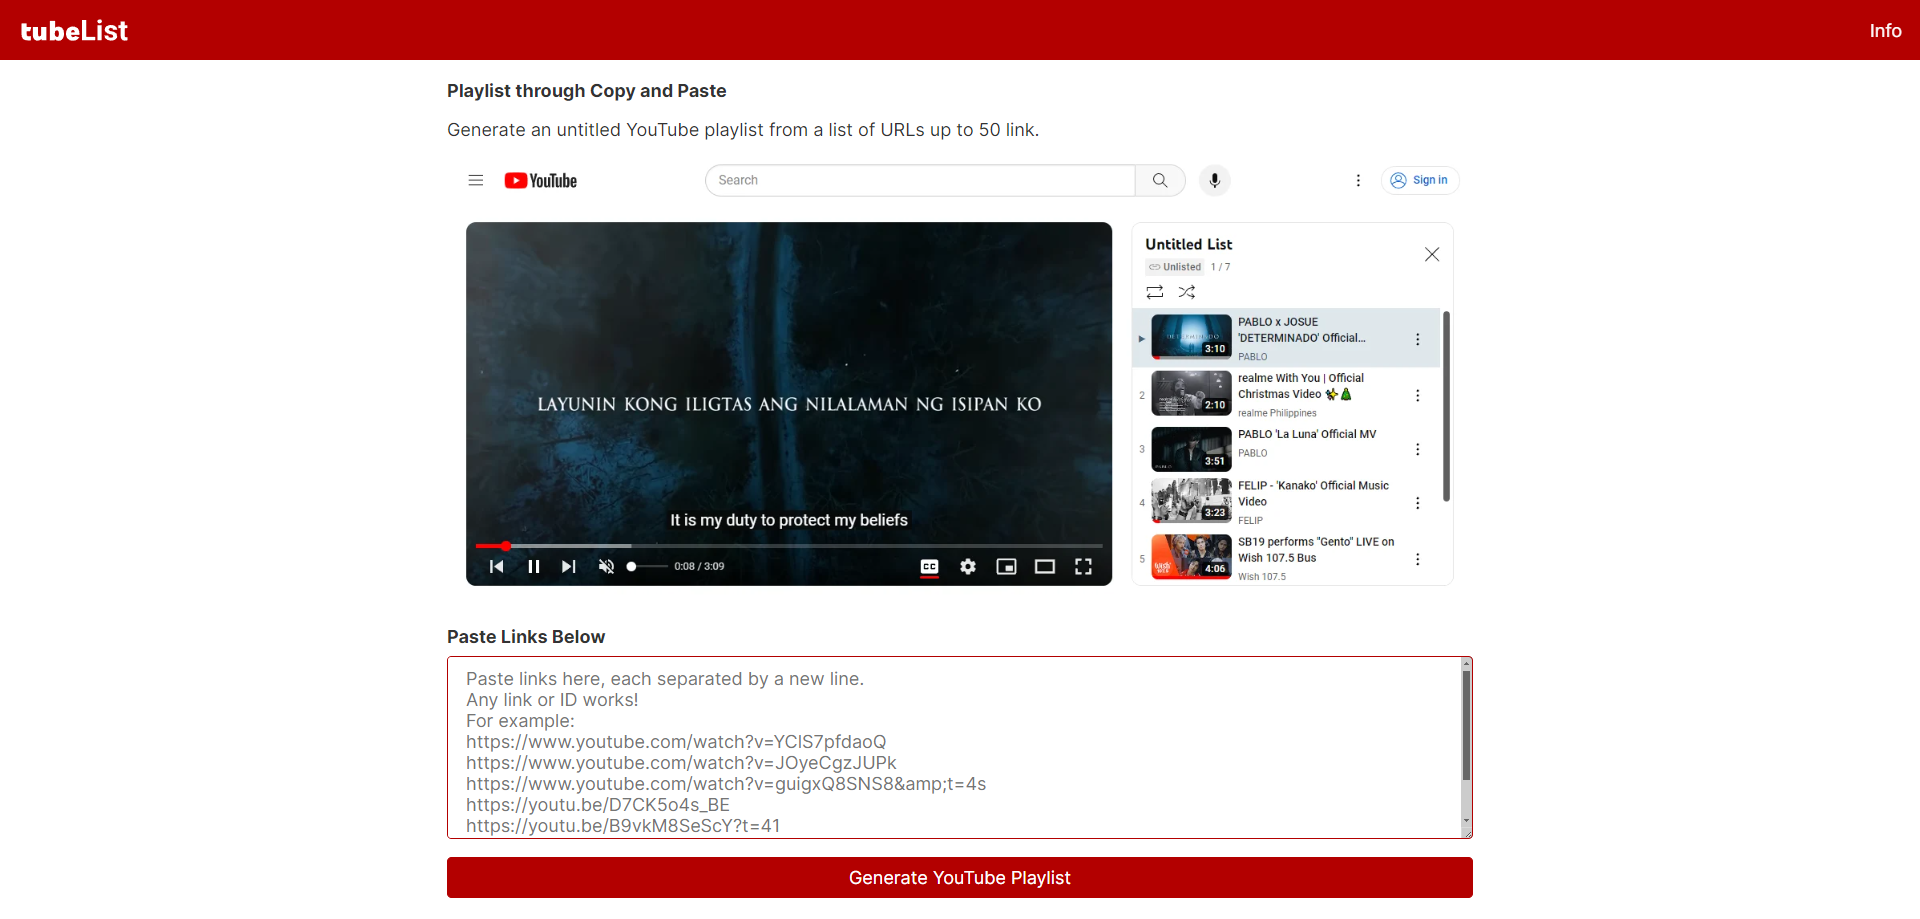 tubeList
Info
Playlist through Copy and Paste
Generate an untitled YouTube playlist from a list of URLs up to 50 link.
YouTube
Search
Sign in
LAYUNIN KONG ILIGTAS ANG NILALAMAN NG ISIPAN KO
It is my duty to protect my beliefs
0:08 / 3:09
CC
Untitled List
Unlisted 1 / 7
DETERMINADO
3:10
PABLO x JOSUE
'DETERMINADO' Official...
PABLO
2
2:10
realme With You | Official
Christmas Video ✨🎄
realme Philippines
3
3:51
PABLO 'La Luna' Official MV
PABLO
4
3:23
FELIP - 'Kanako' Official Music
Video
FELIP
5
4:06
SB19 performs "Gento" LIVE on
Wish 107.5 Bus
Wish 107.5
Paste Links Below
Paste links here, each separated by a new line.
Any link or ID works!
For example:
https://www.youtube.com/watch?v=YCIS7pfdaoQ
https://www.youtube.com/watch?v=JOyeCgzJUPk
https://www.youtube.com/watch?v=guigxQ8SNS8&amp;t=4s
https://youtu.be/D7CK5o4s_BE
https://youtu.be/B9vkM8SeScY?t=41
Generate YouTube Playlist